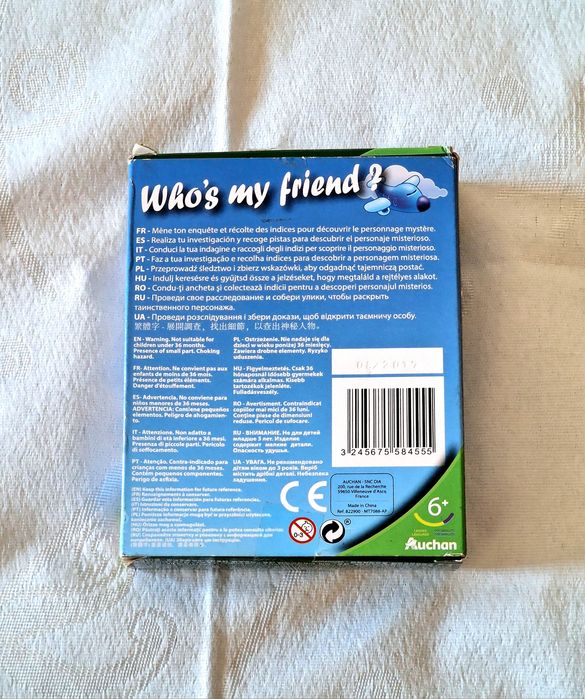 Who's my friend?
FR - Mène ton enquête et récolte des indices pour découvrir le personnage mystère.
ES - Realiza tu investigación y recoge pistas para descubrir el personaje misterioso.
IT - Conduci la tua indagine e raccogli degli indizi per scoprire il personaggio misterioso.
PT - Faz a tua investigação e recolha indices para descobrir a personagem misteriosa.
PL - Przeprowadź śledztwo i zbierz wskazówki, aby odgadnąć tajemniczą postać.
HU - Indulj keresésre és gyűjtsd össze a jelzéseket, hogy megtaláld a rejtélyes alakot.
RO - Condu-ți ancheta și colectează indicii pentru a descoperi personajul misterios.
RU - Проведи свое расследование и собери улики, чтобы раскрыть
таинственного персонажа.
UA - Проведи розслідування і збери докази, щоб відкрити таємничу особу.
繁體字 - 展開調查，找出細節，以查出神秘人物。
EN - Warning. Not suitable for
children under 36 months.
Presence of small part. Choking
hazard.
FR - Attention. Ne convient pas aux
enfants de moins de 36 mois.
Présence de petits éléments.
Danger d'étouffement.
ES - Advertencia. No conviene para
niños menores de 36 meses.
ADVERTENCIA: Contiene pequeños
elementos. Peligro de ahogamien-
to.
IT - Attenzione. Non adatto a
bambini di età inferiore a 36 mesi.
Presenza di piccole parti. Pericolo
di soffocamento.
PT - Atenção. Contra-indicado para
crianças com menos de 36 meses.
Contém pequenos componentes.
Perigo de asfixia.
PL - Ostrzeżenie. Nie nadaje się dla
dzieci w wieku poniżej 36 miesięcy.
Zawiera drobne elementy. Ryzyko
uduszenia.
HU - Figyelmeztetés. Csak 36
hónaposnál idősebb gyermekek
számára alkalmas. Kisebb
tartozékok jelenléte.
Fulladásveszély.
RO - Avertisment. Contraindicat
copiilor mai mici de 36 luni.
Conține piese de dimensiuni
reduse. Pericol de sufocare.
RU - ВНИМАНИЕ. Не для детей
младше 3 лет. Изделие
содержит мелкие детали.
Опасность удушья.
UA - УВАГА. Не рекомендовано
дітям віком до 3 років. Виріб
містить дрібні деталі. Небезпека
задушення.
(EN) Keep this information for future reference.
(FR) Renseignements à conserver.
(ES) Guardar esta información para futuras referencias.
(IT) Istruzioni da conservare.
(PT) Informação a conservar.
06/2015
3 245675 584555
CE
0-3
AUCHAN - SNC OIA
200, rue de la Recherche
59650 Villeneuve d'Ascq
France
Made in China
Ref. 822900 - MT7088-AP
6+
Auchan